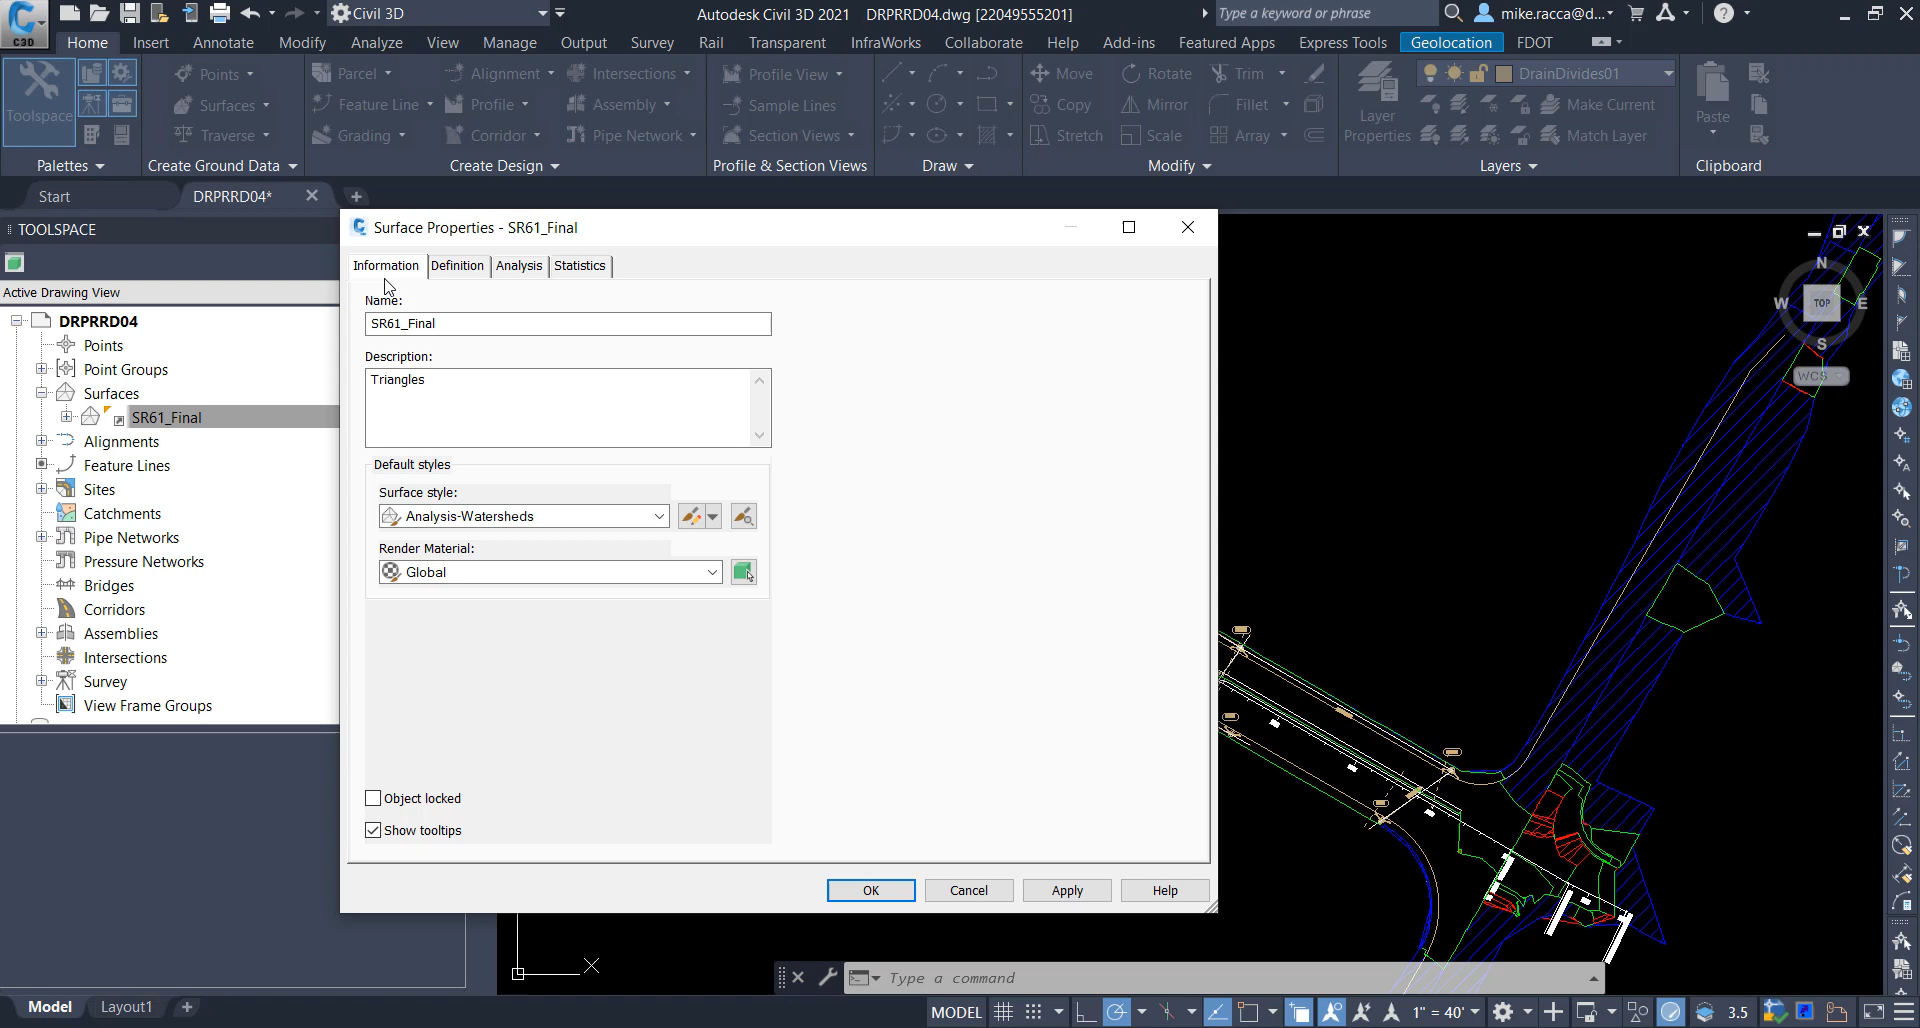 Civil 3D
Autodesk Civil 3D 2021 DRPRRD04.dwg [22049555201]
Type a keyword or phrase
mike.racca@d...
C3D
Home Insert Annotate Modify Analyze View Manage Output Survey Rail Transparent InfraWorks Collaborate Help Add-ins Featured Apps Express Tools Geolocation FDOT
Toolspace
Points
Surfaces
Traverse
Parcel
Feature Line
Grading
Alignment
Profile
Corridor
Intersections
Assembly
Pipe Network
Profile View
Sample Lines
Section Views
Move
Copy
Stretch
Rotate
Mirror
Scale
Trim
Fillet
Array
Layer
Properties
DrainDivides01
Make Current
Match Layer
Paste
Palettes
Create Ground Data
Create Design
Profile & Section Views
Draw
Modify
Layers
Clipboard
Start
DRPRRD04*
TOOLSPACE
Active Drawing View
DRPRRD04
Points
Point Groups
Surfaces
SR61_Final
Alignments
Feature Lines
Sites
Catchments
Pipe Networks
Pressure Networks
Bridges
Corridors
Assemblies
Intersections
Survey
View Frame Groups
Surface Properties - SR61_Final
Information Definition Analysis Statistics
Name:
SR61_Final
Description:
Triangles
Default styles
Surface style:
Analysis-Watersheds
Render Material:
Global
Object locked
Show tooltips
OK Cancel Apply Help
N
W TOP E
S
WCS
Type a command
Model Layout1
MODEL
1" = 40'
3.5